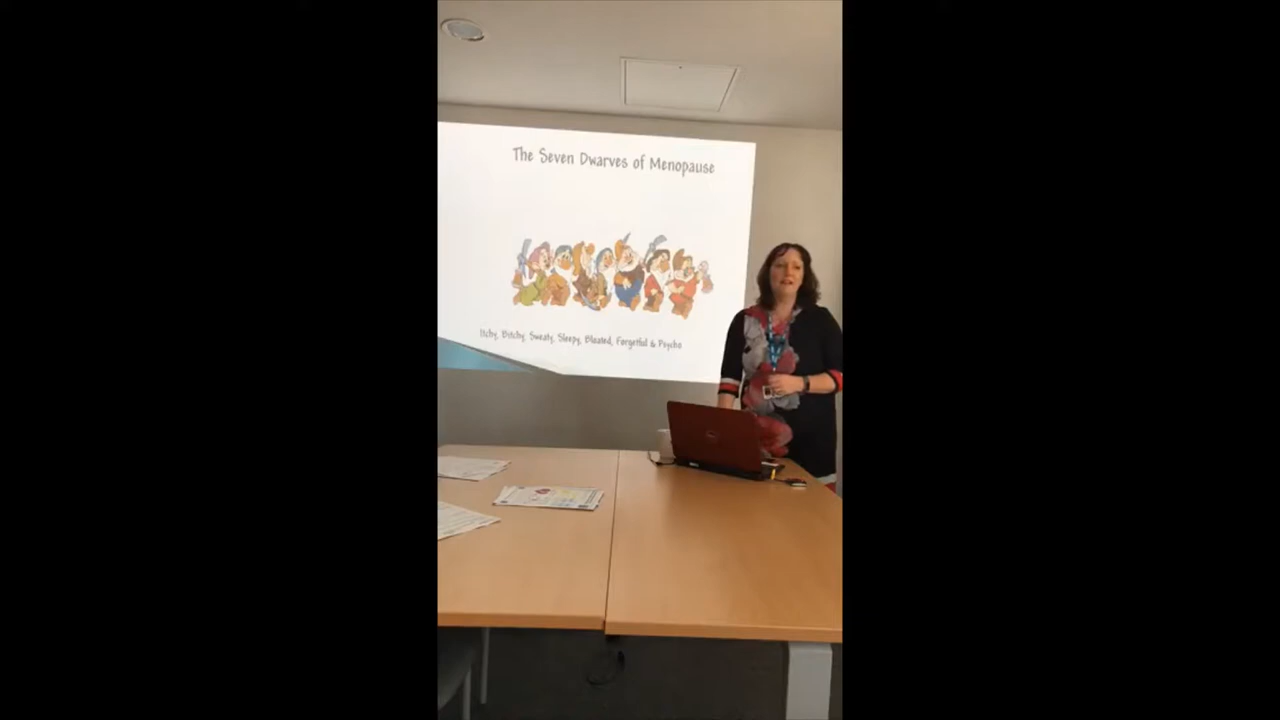 The Seven Dwarves of Menopause
Itchy, Bitchy, Sweaty, Sleepy, Bloated, Forgetful & Psycho